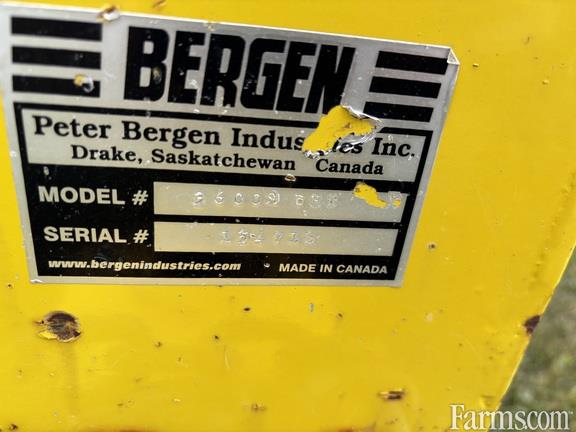 BERGEN
Peter Bergen Industries Inc.
Drake, Saskatchewan Canada
MODEL #
SERIAL #
www.bergenindustries.com MADE IN CANADA
Farms.com